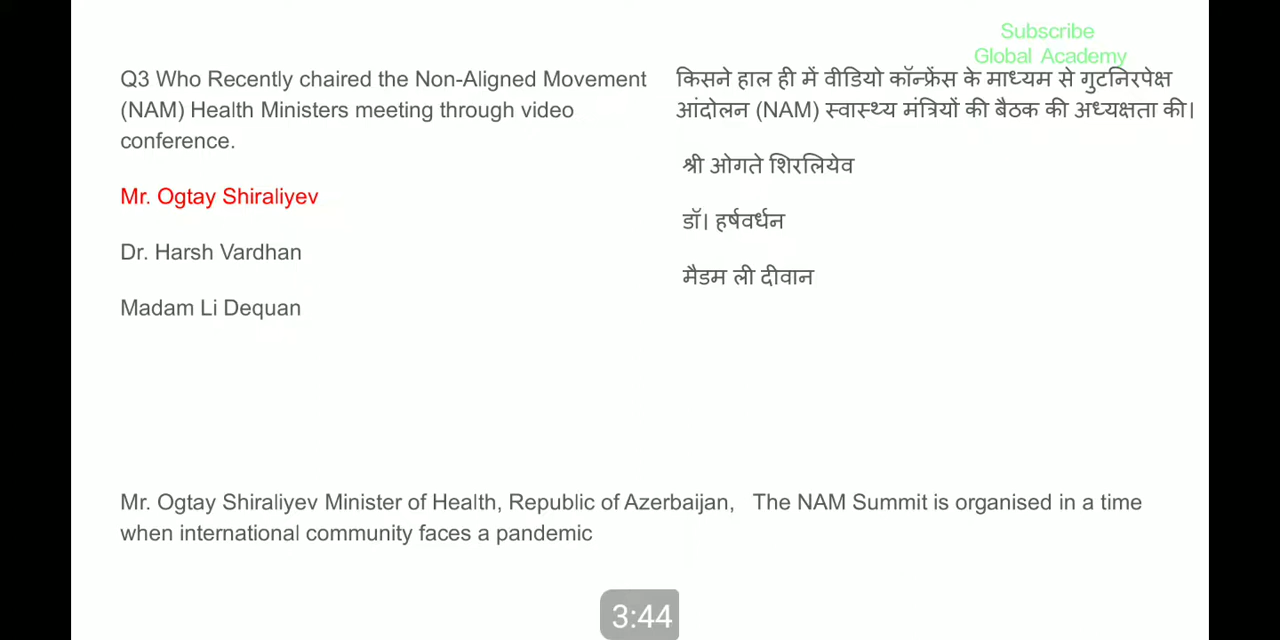 Subscribe
Global Academy
Q3 Who Recently chaired the Non-Aligned Movement
(NAM) Health Ministers meeting through video
conference.
Mr. Ogtay Shiraliyev
Dr. Harsh Vardhan
Madam Li Dequan
किसने हाल ही में वीडियो कॉन्फ्रेंस के माध्यम से गुटनिरपेक्ष
आंदोलन (NAM) स्वास्थ्य मंत्रियों की बैठक की अध्यक्षता की।
श्री ओगते शिरलियेव
डॉ। हर्षवर्धन
मैडम ली दीवान
Mr. Ogtay Shiraliyev Minister of Health, Republic of Azerbaijan, The NAM Summit is organised in a time
when international community faces a pandemic
3:44